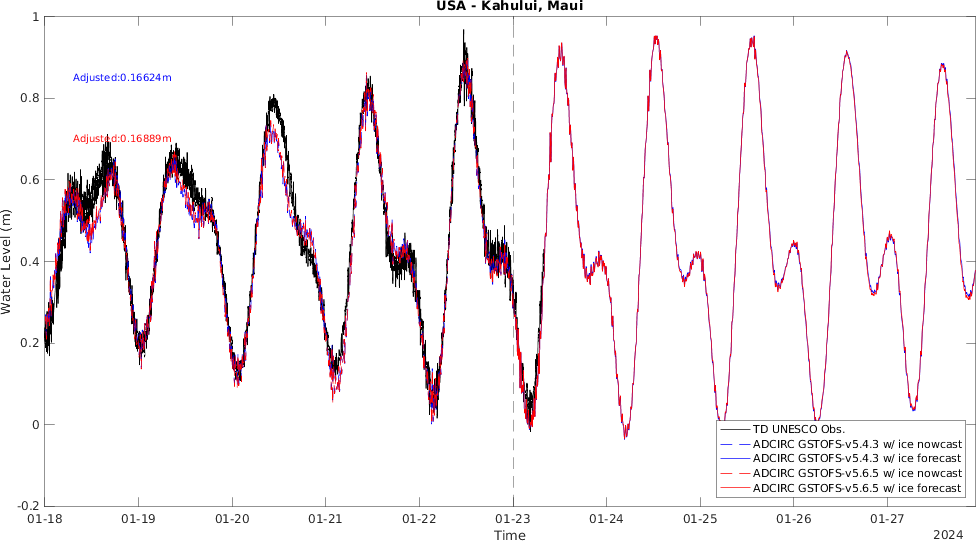 USA - Kahului, Maui
1
Adjusted:0.16624m
0.8
Adjusted:0.16889m
0.6
Water Level (m)
0.4
0.2
0
-0.2
TD UNESCO Obs.
ADCIRC GSTOFS-v5.4.3 w/ ice nowcast
ADCIRC GSTOFS-v5.4.3 w/ ice forecast
ADCIRC GSTOFS-v5.6.5 w/ ice nowcast
ADCIRC GSTOFS-v5.6.5 w/ ice forecast
01-18 01-19 01-20 01-21 01-22 01-23 01-24 01-25 01-26 01-27
Time
2024